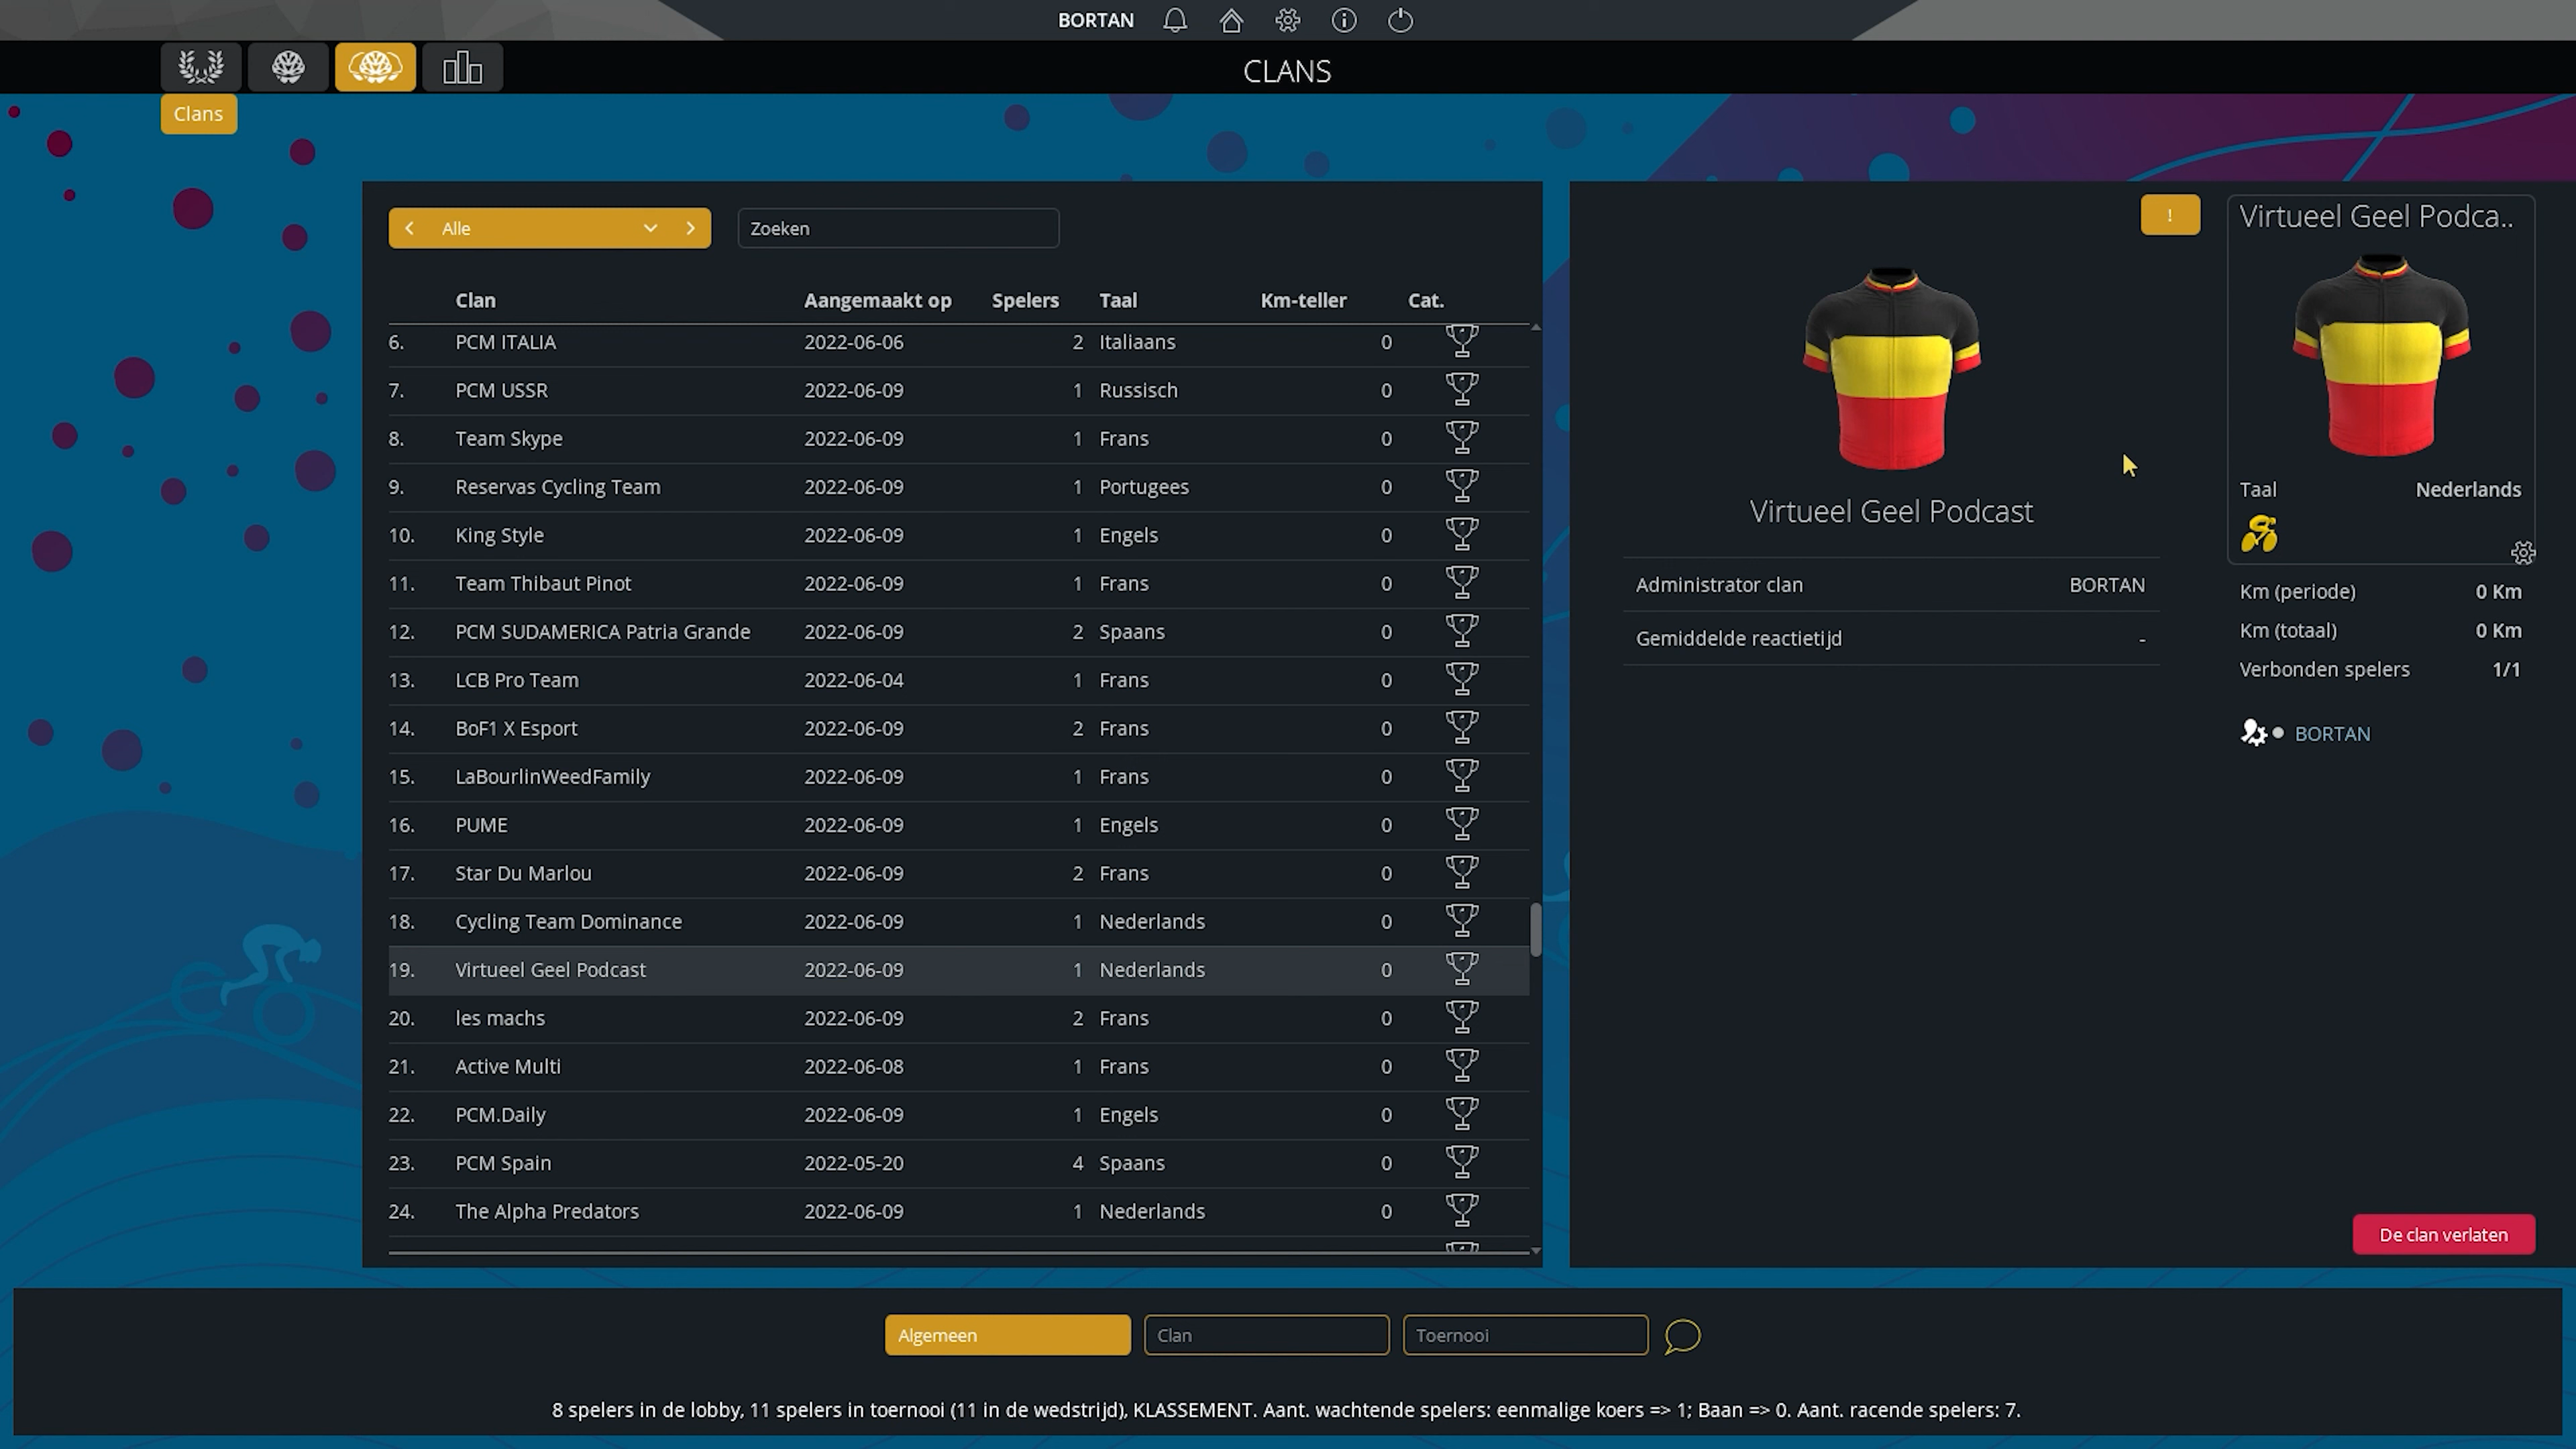 BORTAN
CLANS
Clans
Alle
Zoeken
Clan Aangemaakt op Spelers Taal Km-teller Cat.
6. PCM ITALIA 2022-06-06 2 Italiaans 0
7. PCM USSR 2022-06-09 1 Russisch 0
8. Team Skype 2022-06-09 1 Frans 0
9. Reservas Cycling Team 2022-06-09 1 Portugees 0
10. King Style 2022-06-09 1 Engels 0
11. Team Thibaut Pinot 2022-06-09 1 Frans 0
12. PCM SUDAMERICA Patria Grande 2022-06-09 2 Spaans 0
13. LCB Pro Team 2022-06-04 1 Frans 0
14. BoF1 X Esport 2022-06-09 2 Frans 0
15. LaBourlinWeedFamily 2022-06-09 1 Frans 0
16. PUME 2022-06-09 1 Engels 0
17. Star Du Marlou 2022-06-09 2 Frans 0
18. Cycling Team Dominance 2022-06-09 1 Nederlands 0
19. Virtueel Geel Podcast 2022-06-09 1 Nederlands 0
20. les machs 2022-06-09 2 Frans 0
21. Active Multi 2022-06-08 1 Frans 0
22. PCM.Daily 2022-06-09 1 Engels 0
23. PCM Spain 2022-05-20 4 Spaans 0
24. The Alpha Predators 2022-06-09 1 Nederlands 0
!
Virtueel Geel Podcast
Administrator clan BORTAN
Gemiddelde reactietijd -
Virtueel Geel Podca..
Taal Nederlands
Km (periode) 0 Km
Km (totaal) 0 Km
Verbonden spelers 1/1
BORTAN
De clan verlaten
Algemeen
Clan
Toernooi
8 spelers in de lobby, 11 spelers in toernooi (11 in de wedstrijd), KLASSEMENT. Aant. wachtende spelers: eenmalige koers => 1; Baan => 0. Aant. racende spelers: 7.